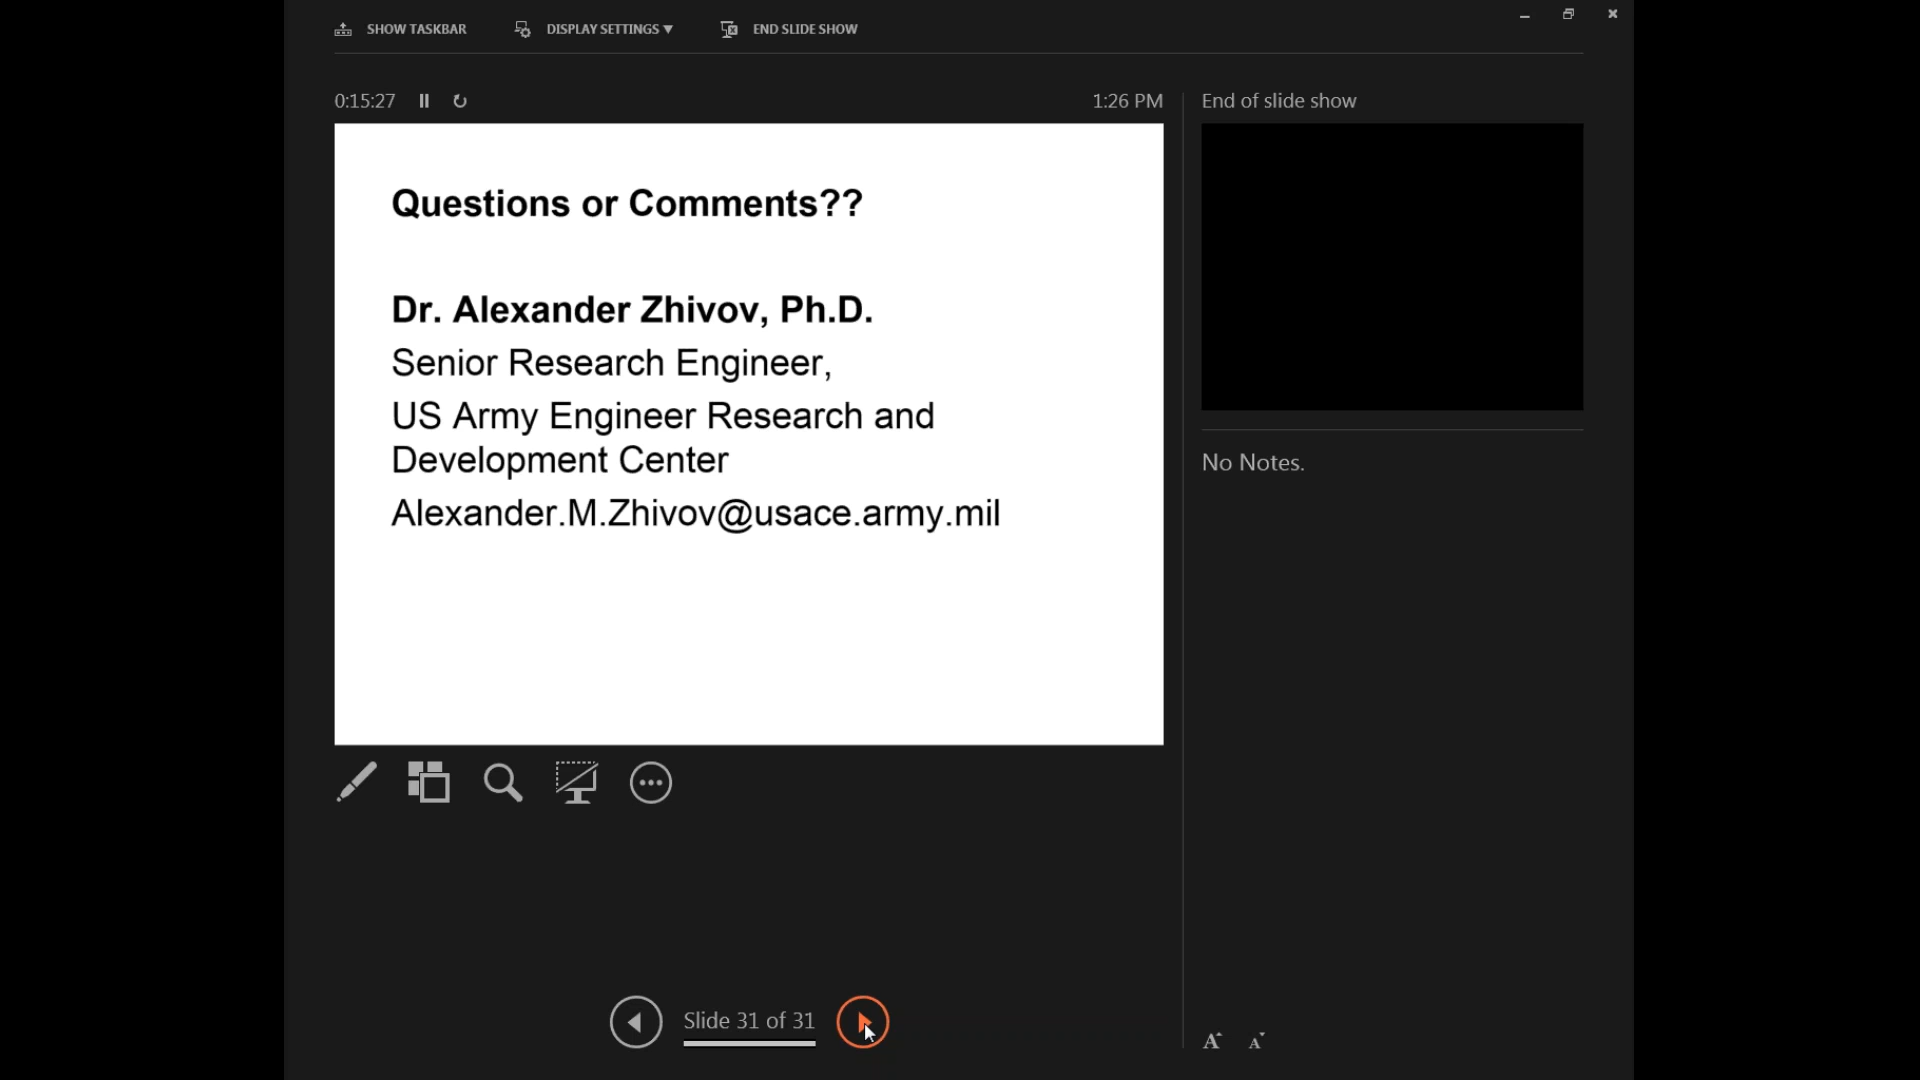 SHOW TASKBAR
DISPLAY SETTINGS ▼
END SLIDE SHOW
0:15:27
1:26 PM
End of slide show
Questions or Comments??
Dr. Alexander Zhivov, Ph.D.
Senior Research Engineer,
US Army Engineer Research and
Development Center
Alexander.M.Zhivov@usace.army.mil
No Notes.
Slide 31 of 31
A A